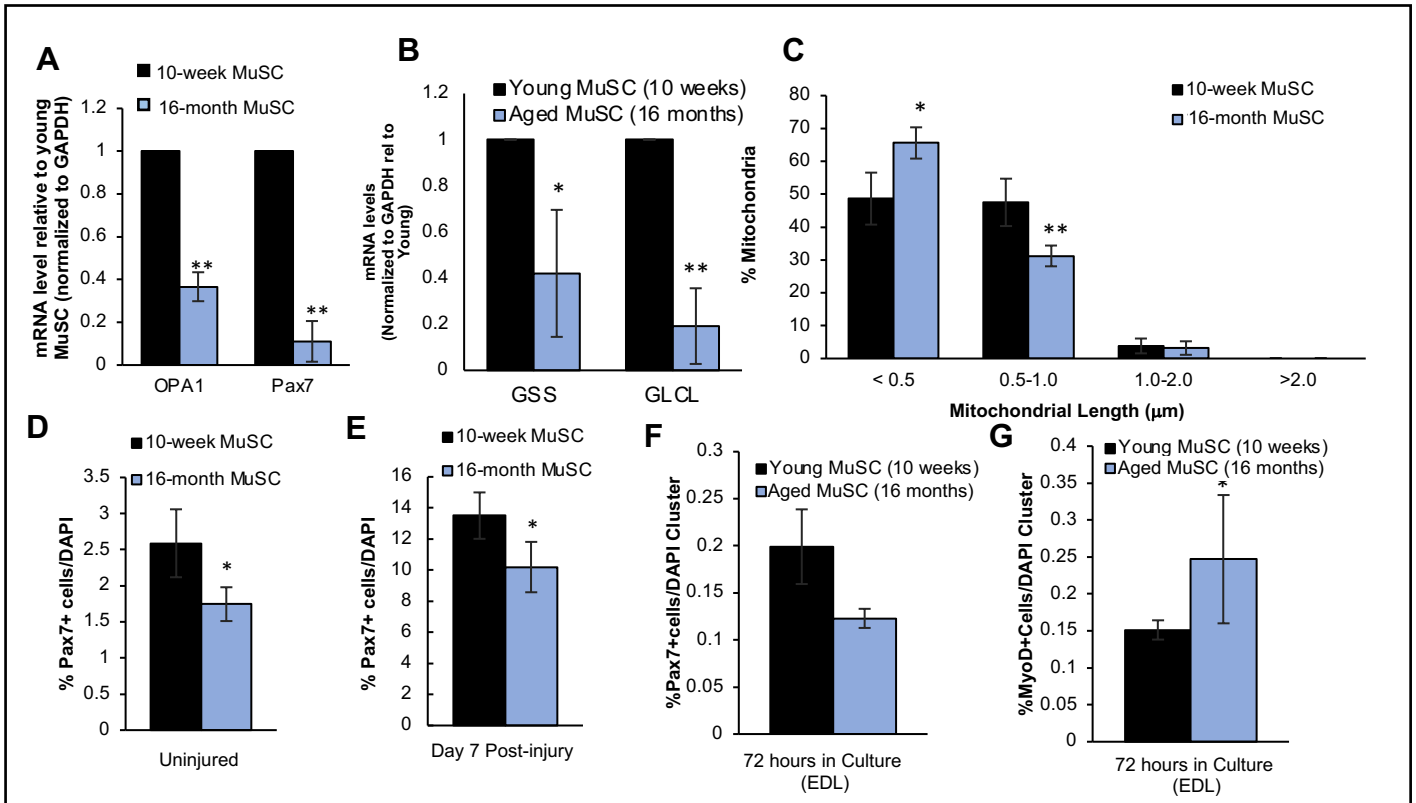 A
10-week MuSC
16-month MuSC
mRNA level relative to young
MuSC (normalized to GAPDH)
1.2
1
0.8
0.6
0.4
0.2
0
**
**
OPA1
Pax7
B
Young MuSC (10 weeks)
Aged MuSC (16 months)
mRNA levels
(Normalized to GAPDH rel to
Young)
1.2
1
0.8
0.6
0.4
0.2
0
*
**
GSS
GLCL
C
10-week MuSC
16-month MuSC
% Mitochondria
80
70
60
50
40
30
20
10
0
*
**
< 0.5
0.5-1.0
1.0-2.0
>2.0
Mitochondrial Length (μm)
D
10-week MuSC
16-month MuSC
% Pax7+ cells/DAPI
3.5
3
2.5
2
1.5
1
0.5
0
*
Uninjured
E
10-week MuSC
16-month MuSC
% Pax7+ cells/DAPI
16
14
12
10
8
6
4
2
0
*
Day 7 Post-injury
F
Young MuSC (10 weeks)
Aged MuSC (16 months)
%Pax7+cells/DAPI Cluster
0.3
0.25
0.2
0.15
0.1
0.05
0
72 hours in Culture
(EDL)
G
Young MuSC (10 weeks)
Aged MuSC (16 months)
%MyoD+Cells/DAPI Cluster
0.4
0.35
0.3
0.25
0.2
0.15
0.1
0.05
0
*
72 hours in Culture
(EDL)